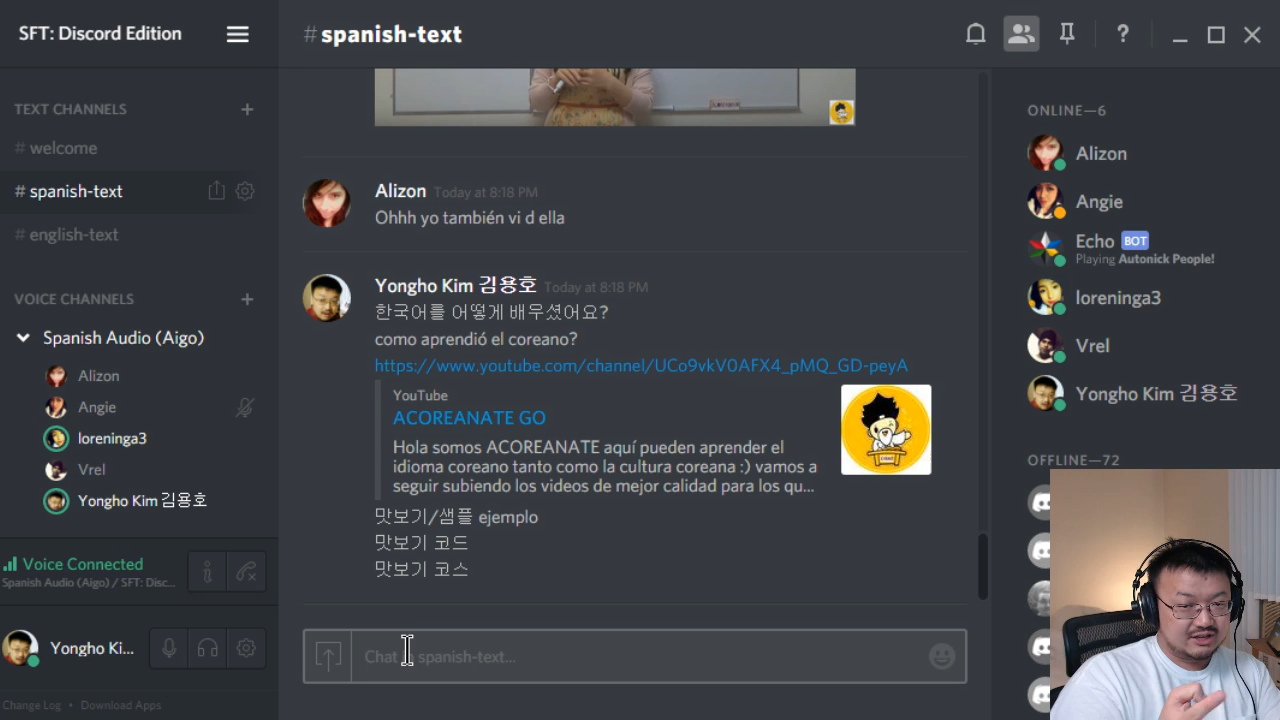 SFT: Discord Edition
TEXT CHANNELS
# welcome
# spanish-text
# english-text
VOICE CHANNELS
Spanish Audio (Aigo)
Alizon
Angie
loreninga3
Vrel
Yongho Kim 김용호
Voice Connected
Spanish Audio (Aigo) / SFT: Disc...
Yongho Ki...
Change Log • Download Apps
# spanish-text
Alizon Today at 8:18 PM
Ohhh yo también vi d ella
Yongho Kim 김용호 Today at 8:18 PM
한국어를 어떻게 배우셨어요?
como aprendió el coreano?
https://www.youtube.com/channel/UCo9vkV0AFX4_pMQ_GD-peyA
YouTube
ACOREANATE GO
Hola somos ACOREANATE aquí pueden aprender el
idioma coreano tanto como la cultura coreana :) vamos a
seguir subiendo los videos de mejor calidad para los qu...
맛보기/샘플 ejemplo
맛보기 코드
맛보기 코스
Chat spanish-text...
ONLINE—6
Alizon
Angie
Echo BOT
Playing Autonick People!
loreninga3
Vrel
Yongho Kim 김용호
OFFLINE—72